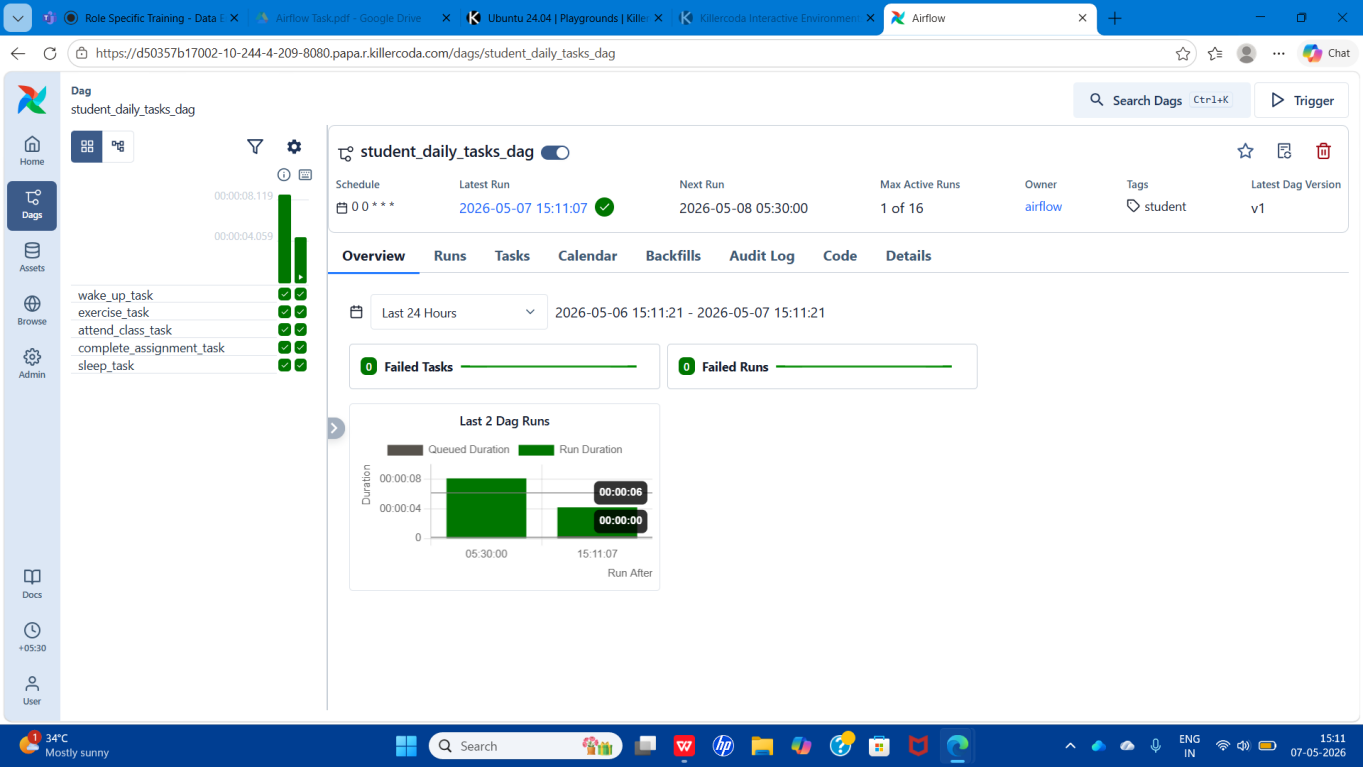 Role Specific Training - Data E
Airflow Task.pdf - Google Drive
Ubuntu 24.04 | Playgrounds | Killer
Killercoda Interactive Environment
Airflow
https://d50357b17002-10-244-4-209-8080.papa.r.killercoda.com/dags/student_daily_tasks_dag
Chat
Home
Dags
Assets
Browse
Admin
Docs
+05:30
User
Dag
student_daily_tasks_dag
Search Dags Ctrl+K
Trigger
00:00:08.119
00:00:04.059
wake_up_task
exercise_task
attend_class_task
complete_assignment_task
sleep_task
student_daily_tasks_dag
Schedule Latest Run Next Run Max Active Runs Owner Tags Latest Dag Version
0 0 * * * 2026-05-07 15:11:07 2026-05-08 05:30:00 1 of 16 airflow student v1
Overview Runs Tasks Calendar Backfills Audit Log Code Details
Last 24 Hours 2026-05-06 15:11:21 - 2026-05-07 15:11:21
0 Failed Tasks
0 Failed Runs
Last 2 Dag Runs
Queued Duration Run Duration
Duration
00:00:08
00:00:04
0
00:00:06
00:00:00
05:30:00 15:11:07
Run After
1
34°C
Mostly sunny
Search
hp
ENG
IN
15:11
07-05-2026